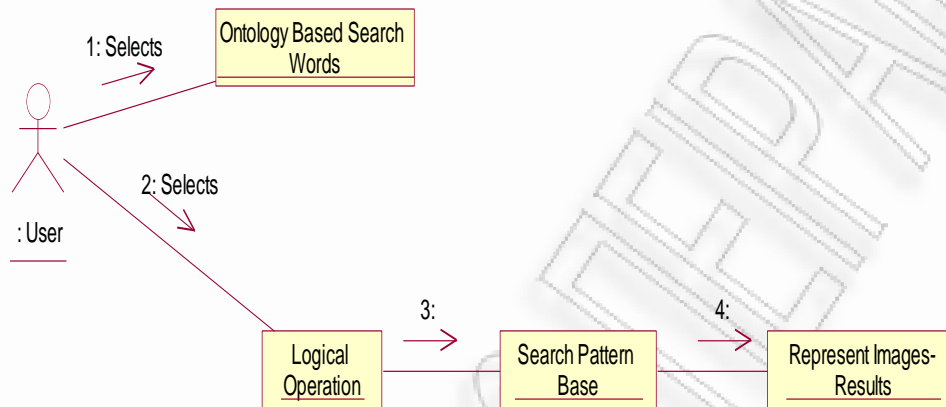 Ontology Based Search
Words
1: Selects
2: Selects
: User
3:
4:
Logical
Operation
Search Pattern
Base
Represent Images-
Results